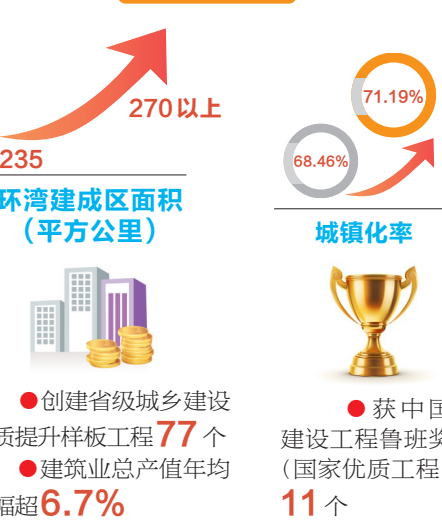 270以上
235
环湾建成区面积
（平方公里）
●创建省级城乡建设
质提升样板工程77个
●建筑业总产值年均
幅超6.7%
71.19%
68.46%
城镇化率
●获中国
建设工程鲁班奖
（国家优质工程
11个